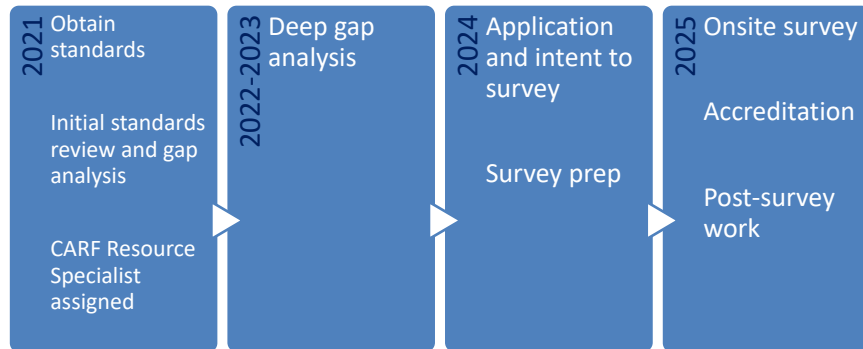 2021
Obtain
standards
Initial standards
review and gap
analysis
CARF Resource
Specialist
assigned
2022-2023
Deep gap
analysis
2024
Application
and intent to
survey
Survey prep
2025
Onsite survey
Accreditation
Post-survey
work